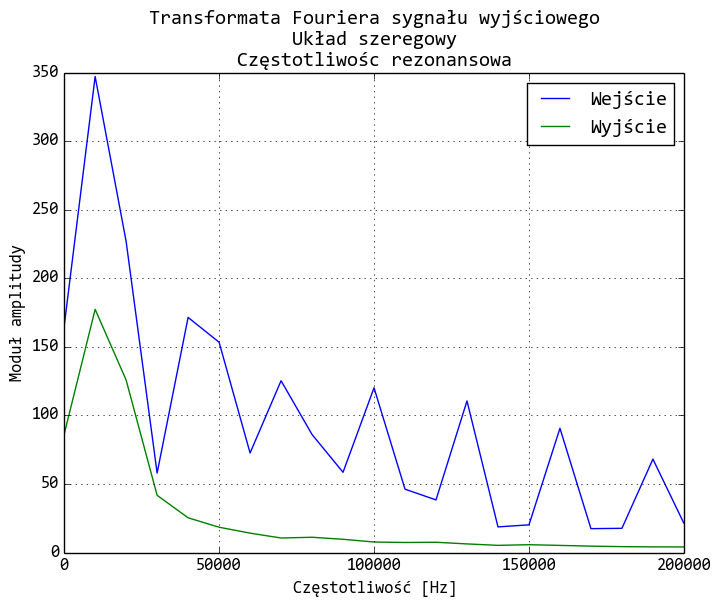 Transformata Fouriera sygnału wyjściowego
Układ szeregowy
Częstotliwośc rezonansowa
350
300
250
200
150
100
50
0
Moduł amplitudy
Wejście
Wyjście
0 50000 100000 150000 200000
Częstotliwość [Hz]